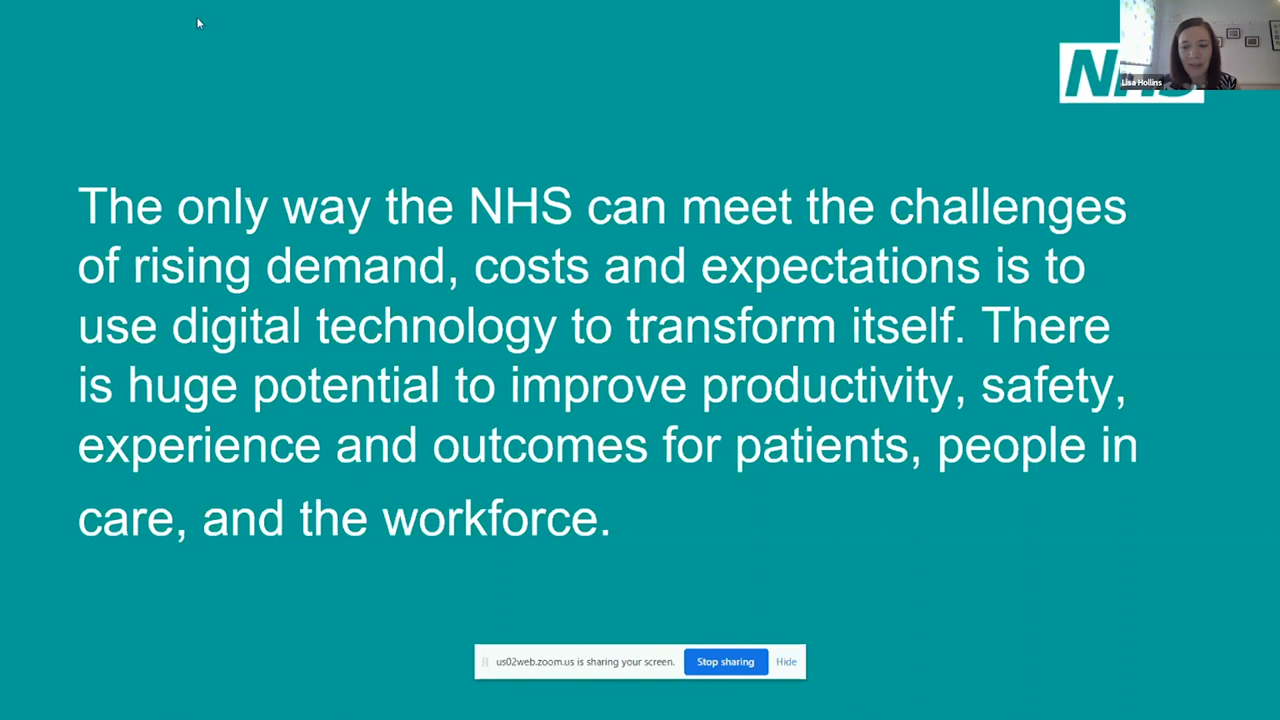 NHS
Lisa Hollins
The only way the NHS can meet the challenges
of rising demand, costs and expectations is to
use digital technology to transform itself. There
is huge potential to improve productivity, safety,
experience and outcomes for patients, people in
care, and the workforce.
us02web.zoom.us is sharing your screen.
Stop sharing
Hide